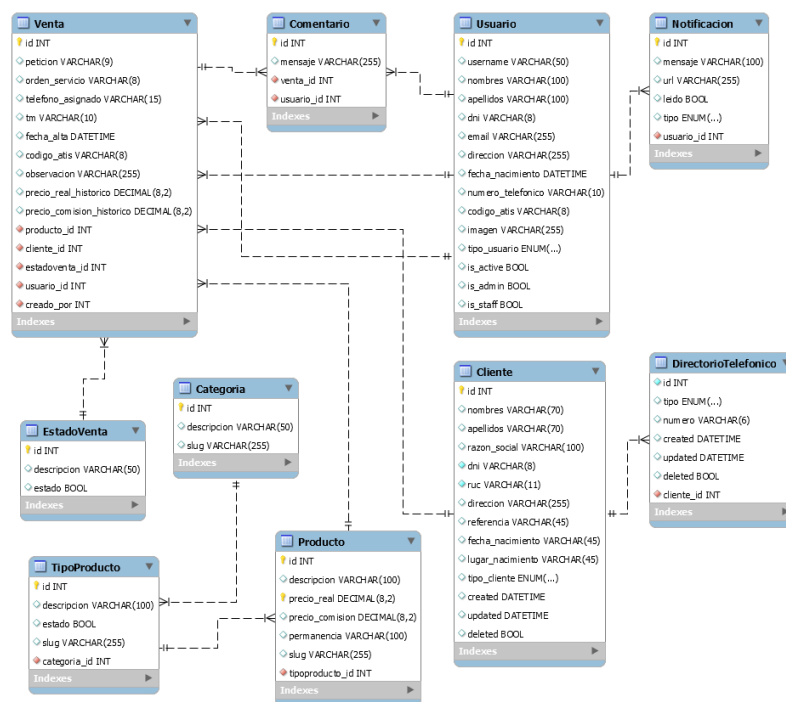 Venta
id INT
peticion VARCHAR(9)
orden_servicio VARCHAR(8)
telefono_asignado VARCHAR(15)
tm VARCHAR(10)
fecha_alta DATETIME
codigo_atis VARCHAR(8)
observacion VARCHAR(255)
precio_real_historico DECIMAL(8,2)
precio_comision_historico DECIMAL(8,2)
producto_id INT
cliente_id INT
estadoventa_id INT
usuario_id INT
creado_por INT
Indexes
Comentario
id INT
mensaje VARCHAR(255)
venta_id INT
usuario_id INT
Indexes
Usuario
id INT
username VARCHAR(50)
nombres VARCHAR(100)
apellidos VARCHAR(100)
dni VARCHAR(8)
email VARCHAR(255)
direccion VARCHAR(255)
fecha_nacimiento DATETIME
numero_telefonico VARCHAR(10)
codigo_atis VARCHAR(8)
imagen VARCHAR(255)
tipo_usuario ENUM(...)
is_active BOOL
is_admin BOOL
is_staff BOOL
Indexes
Notificacion
id INT
mensaje VARCHAR(100)
url VARCHAR(255)
leido BOOL
tipo ENUM(...)
usuario_id INT
Indexes
EstadoVenta
id INT
descripcion VARCHAR(50)
estado BOOL
Indexes
Categoria
id INT
descripcion VARCHAR(50)
slug VARCHAR(255)
Indexes
Cliente
id INT
nombres VARCHAR(70)
apellidos VARCHAR(70)
razon_social VARCHAR(100)
dni VARCHAR(8)
ruc VARCHAR(11)
direccion VARCHAR(255)
referencia VARCHAR(45)
fecha_nacimiento VARCHAR(45)
lugar_nacimiento VARCHAR(45)
tipo_cliente ENUM(...)
created DATETIME
updated DATETIME
deleted BOOL
Indexes
DirectorioTelefonico
id INT
tipo ENUM(...)
numero VARCHAR(6)
created DATETIME
updated DATETIME
deleted BOOL
cliente_id INT
Indexes
TipoProducto
id INT
descripcion VARCHAR(100)
estado BOOL
slug VARCHAR(255)
categoria_id INT
Indexes
Producto
id INT
descripcion VARCHAR(100)
precio_real DECIMAL(8,2)
precio_comision DECIMAL(8,2)
permanencia VARCHAR(100)
slug VARCHAR(255)
tipoproducto_id INT
Indexes